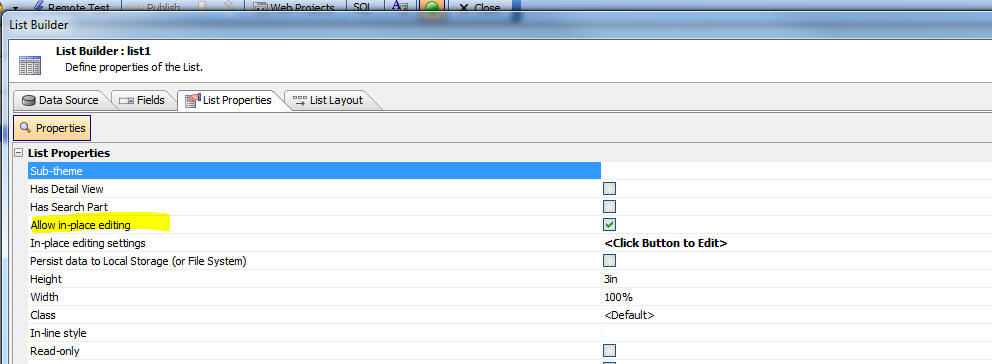 Remote Test Publish Web Projects SQL A Close
List Builder
List Builder : list1
Define properties of the List.
Data Source Fields List Properties List Layout
Properties
List Properties
Sub-theme
Has Detail View
Has Search Part
Allow in-place editing
In-place editing settings <Click Button to Edit>
Persist data to Local Storage (or File System)
Height 3in
Width 100%
Class <Default>
In-line style
Read-only